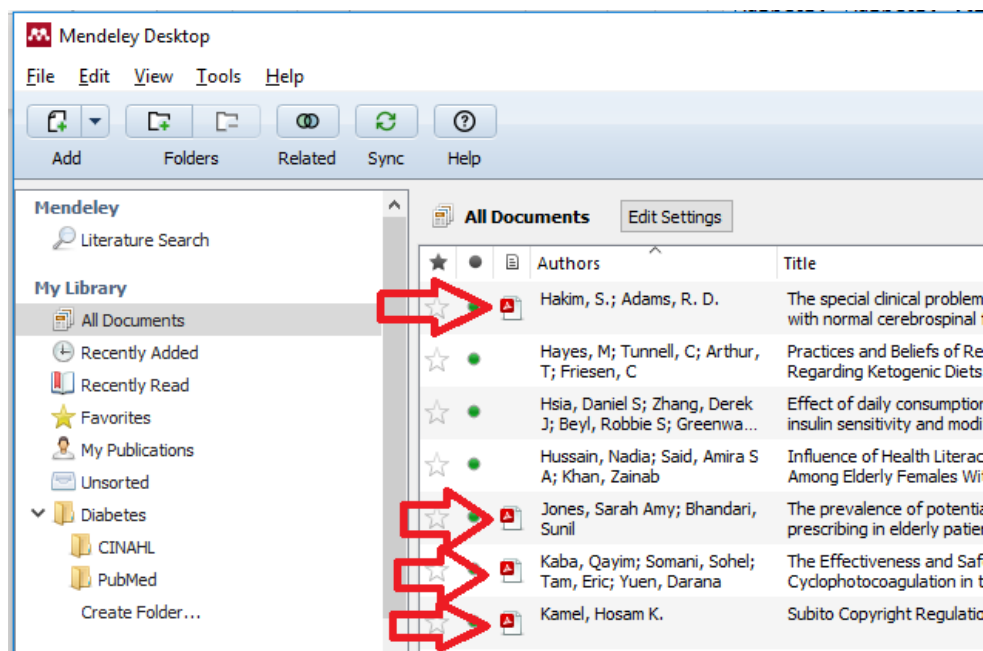 Mendeley Desktop
File Edit View Tools Help
Add Folders Related Sync Help
Mendeley
Literature Search
My Library
All Documents
Recently Added
Recently Read
Favorites
My Publications
Unsorted
Diabetes
CINAHL
PubMed
Create Folder...
All Documents Edit Settings
Authors Title
Hakim, S.; Adams, R. D. The special clinical problem
with normal cerebrospinal
Hayes, M; Tunnell, C; Arthur, Practices and Beliefs of Re
T; Friesen, C Regarding Ketogenic Diets
Hsia, Daniel S; Zhang, Derek Effect of daily consumption
J; Beyl, Robbie S; Greenwa... insulin sensitivity and modi
Hussain, Nadia; Said, Amira S Influence of Health Literac
A; Khan, Zainab Among Elderly Females Wi
Jones, Sarah Amy; Bhandari, The prevalence of potentia
Sunil prescribing in elderly patie
Kaba, Qayim; Somani, Sohel; The Effectiveness and Saf
Tam, Eric; Yuen, Darana Cyclophotocoagulation in t
Kamel, Hosam K. Subito Copyright Regulatio